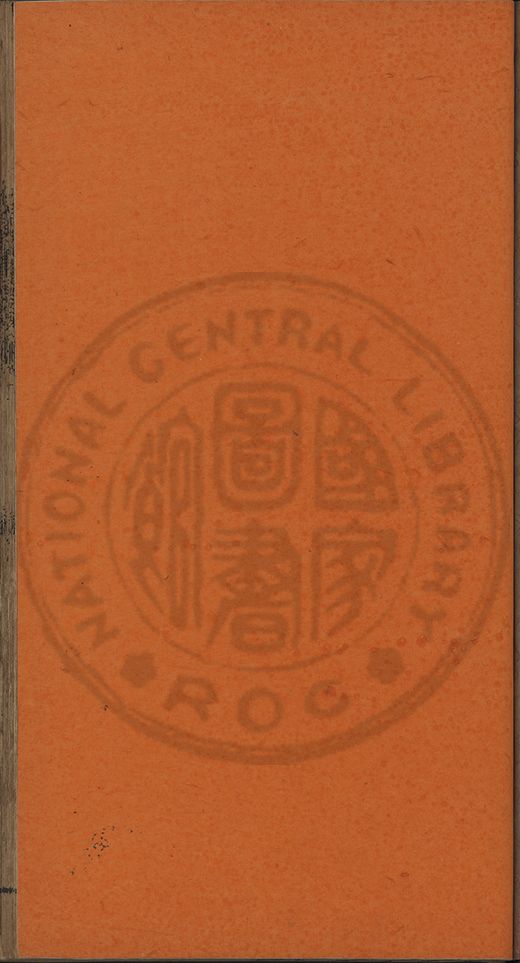 NATIONAL CENTRAL LIBRARY
國家
圖書
館
ROC